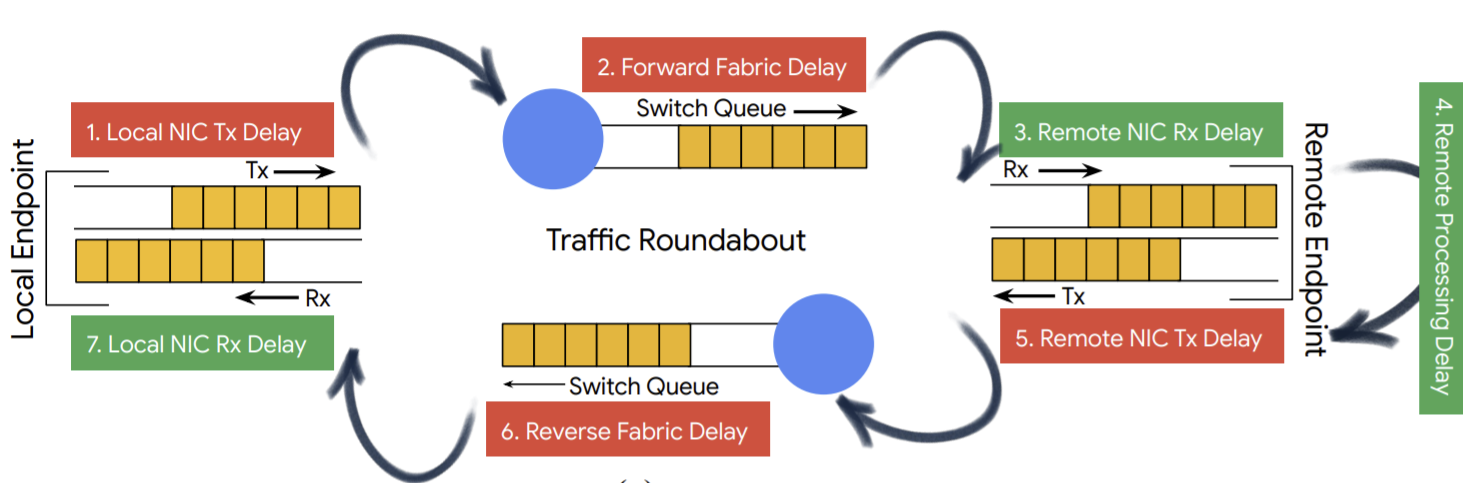 2. Forward Fabric Delay
Switch Queue
1. Local NIC Tx Delay
Tx
Local Endpoint
Rx
7. Local NIC Rx Delay
Traffic Roundabout
3. Remote NIC Rx Delay
Rx
Remote Endpoint
4. Remote Processing Delay
Tx
5. Remote NIC Tx Delay
Switch Queue
6. Reverse Fabric Delay